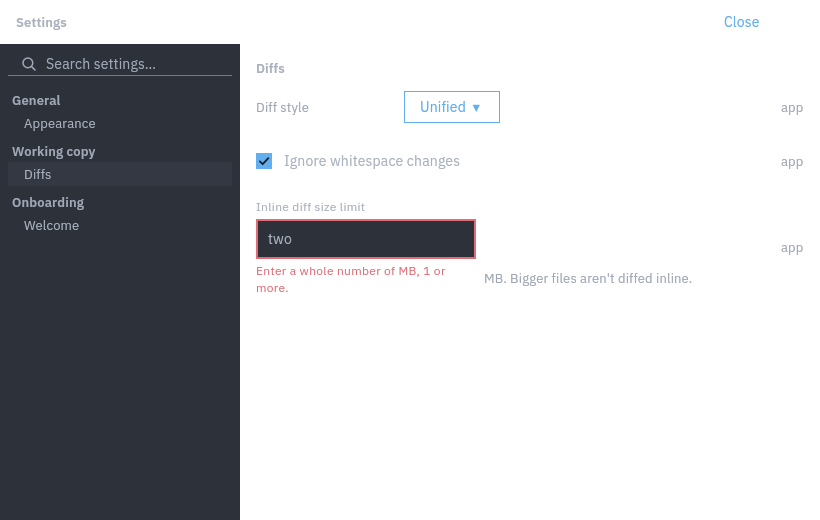 Settings
Close
Search settings...
General
Appearance
Working copy
Diffs
Onboarding
Welcome
Diffs
Diff style
Unified ▾
app
Ignore whitespace changes
app
Inline diff size limit
two
app
Enter a whole number of MB, 1 or
more.
MB. Bigger files aren't diffed inline.